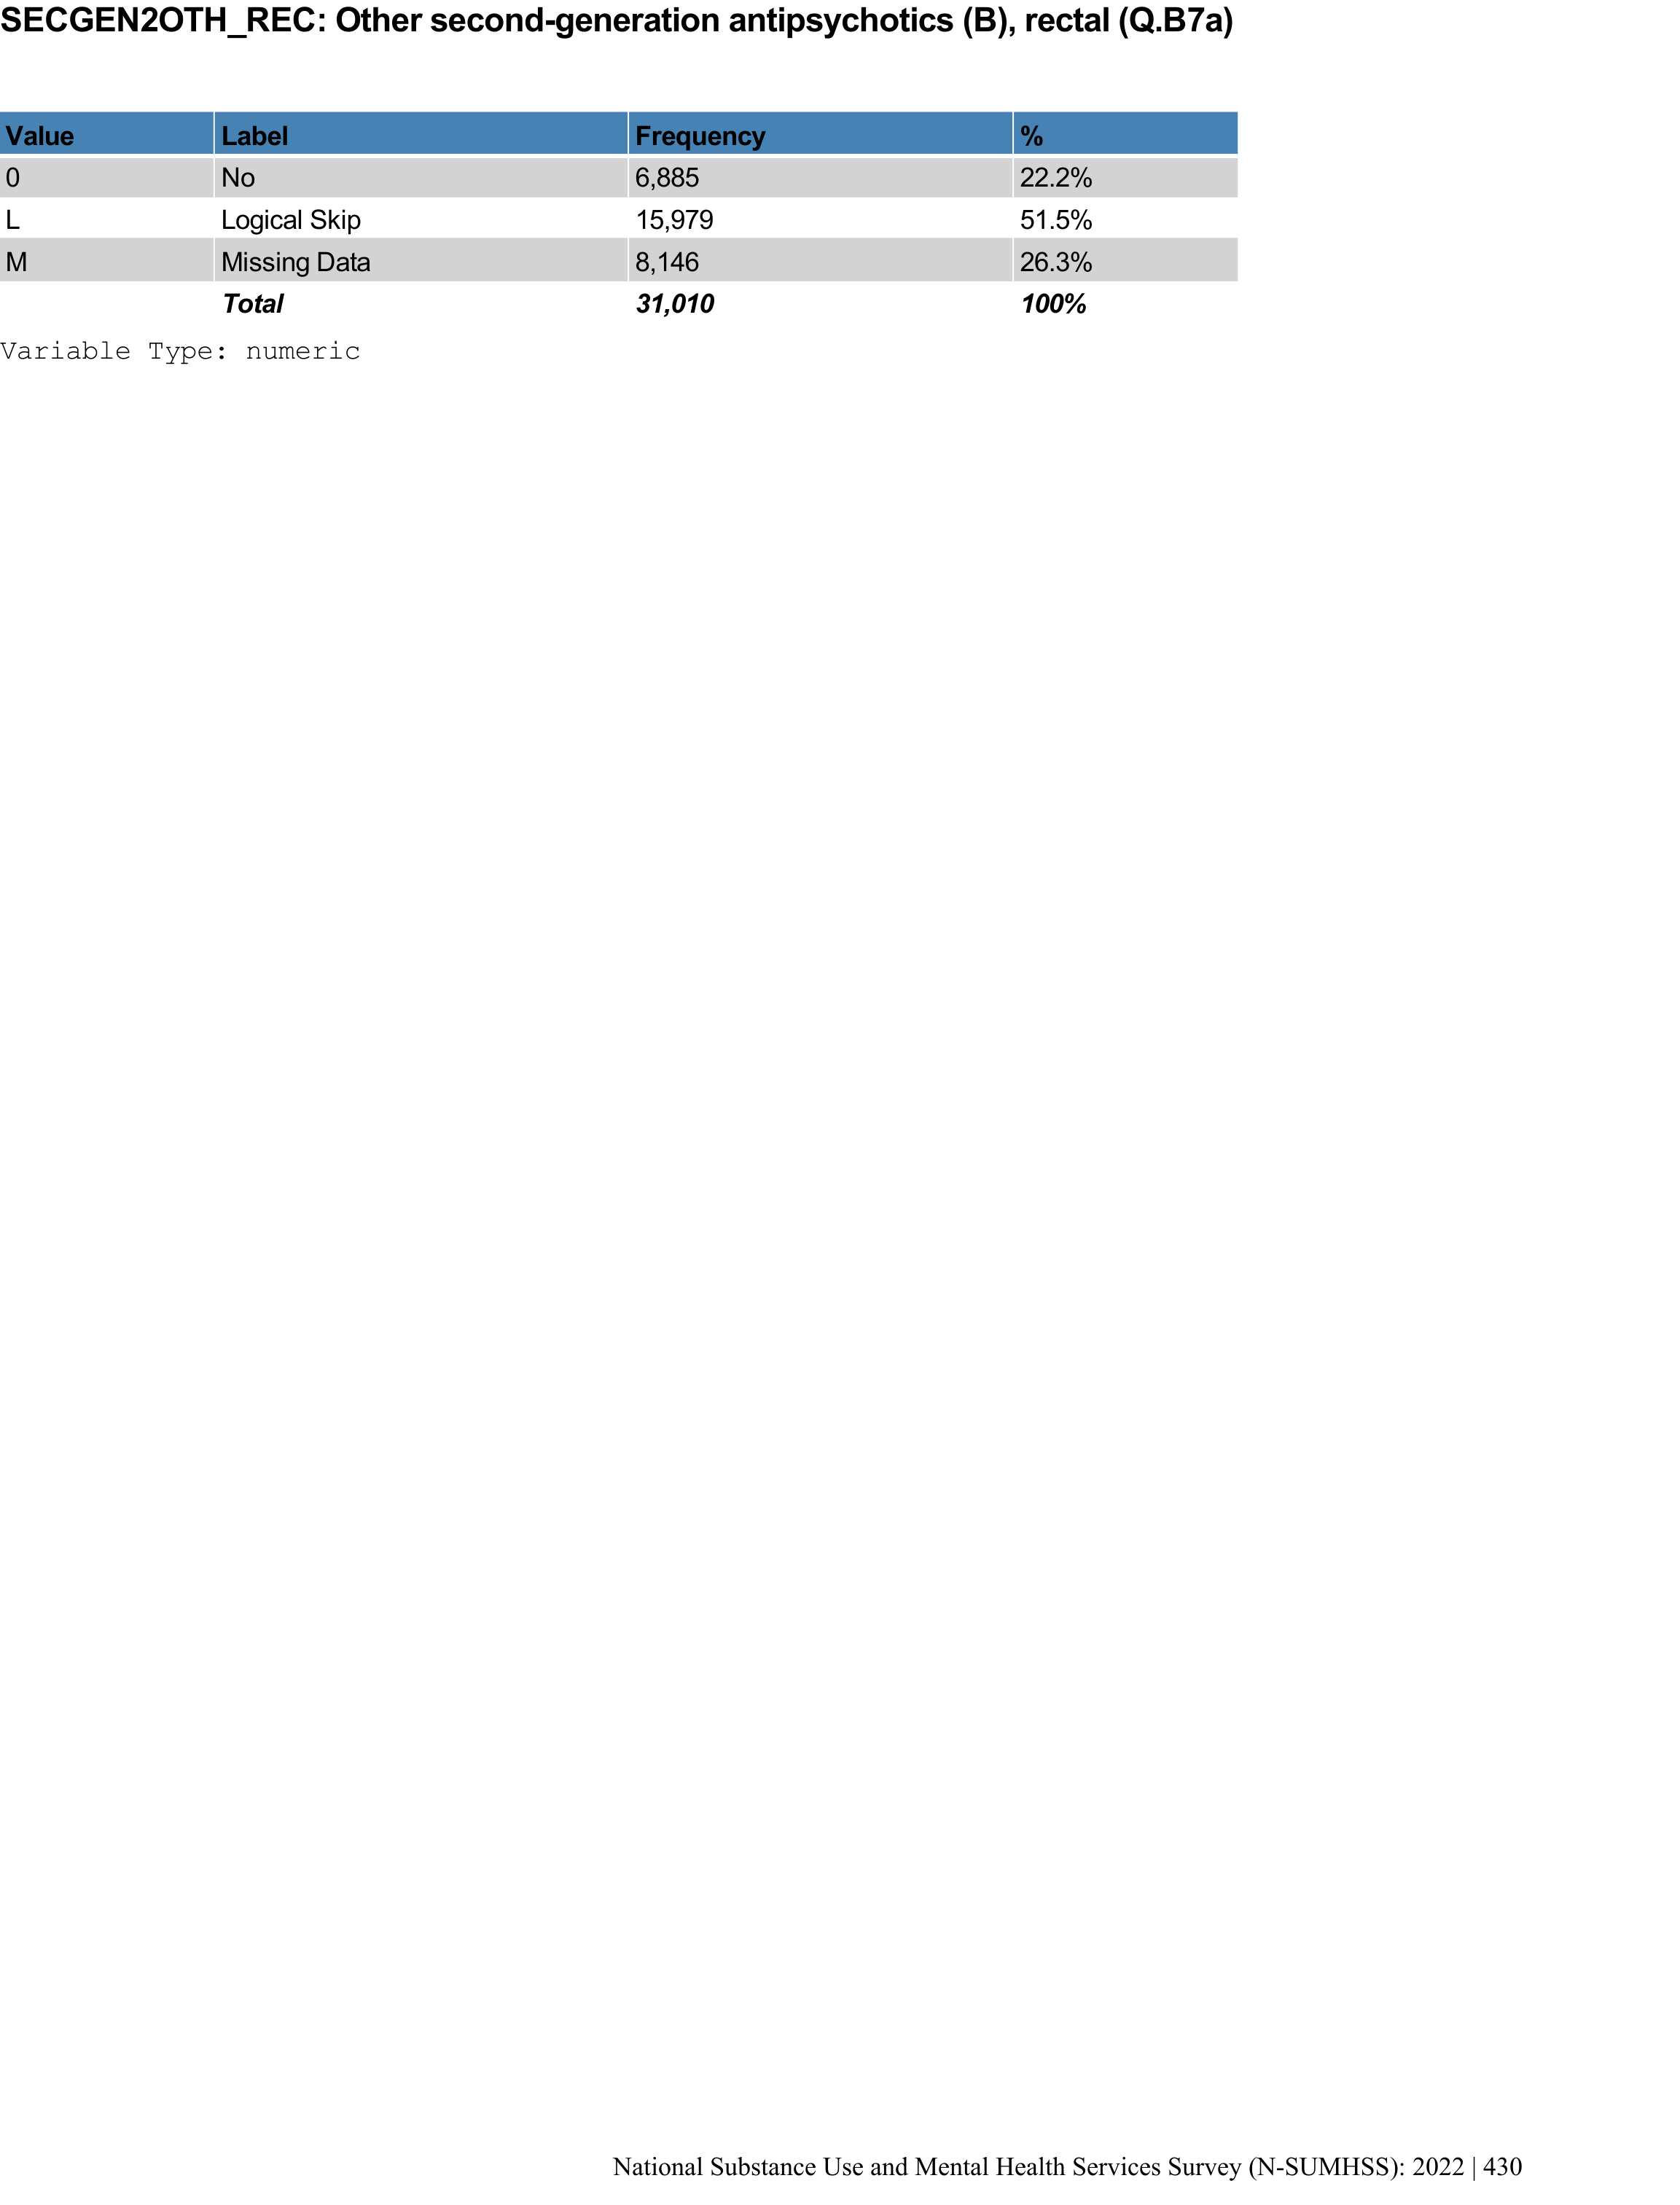 SECGEN2OTH_REC: Other second-generation antipsychotics (B), rectal (Q.B7a)
Value Label Frequency %
0 No 6,885 22.2%
L Logical Skip 15,979 51.5%
M Missing Data 8,146 26.3%
Total 31,010 100%
Variable Type: numeric
National Substance Use and Mental Health Services Survey (N-SUMHSS): 2022 | 430